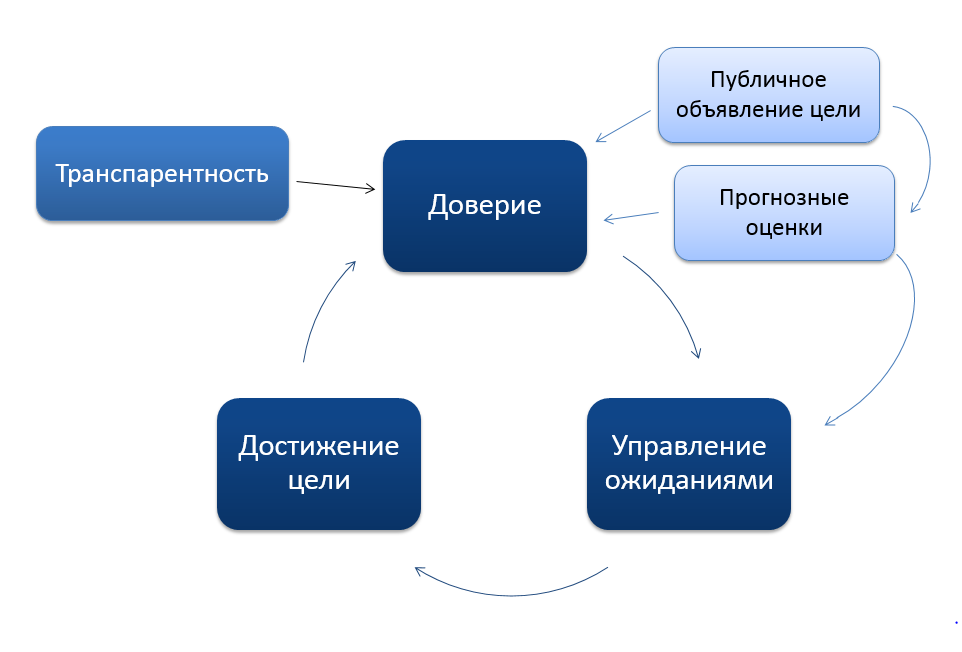 Публичное
объявление цели
Транспарентность
Доверие
Прогнозные
оценки
Достижение
цели
Управление
ожиданиями